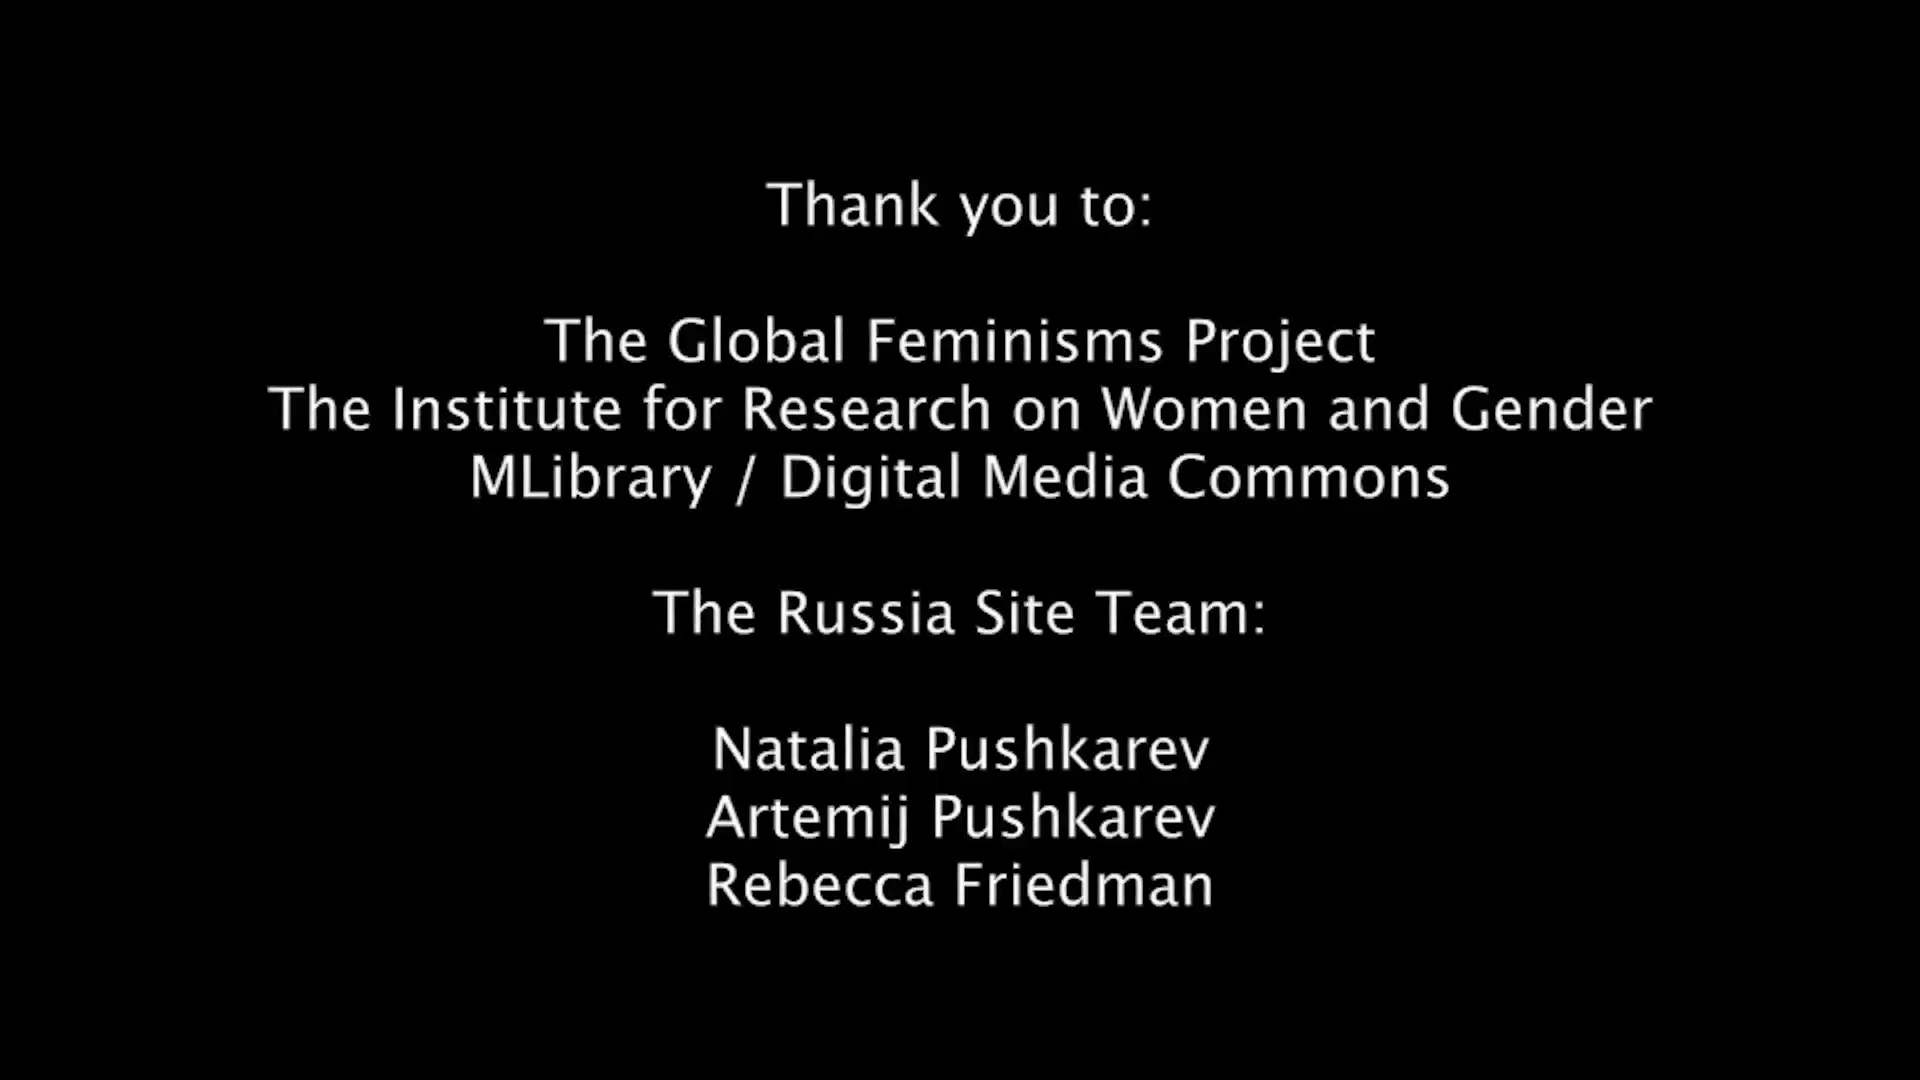 Thank you to:
The Global Feminisms Project
The Institute for Research on Women and Gender
MLibrary / Digital Media Commons
The Russia Site Team:
Natalia Pushkarev
Artemij Pushkarev
Rebecca Friedman